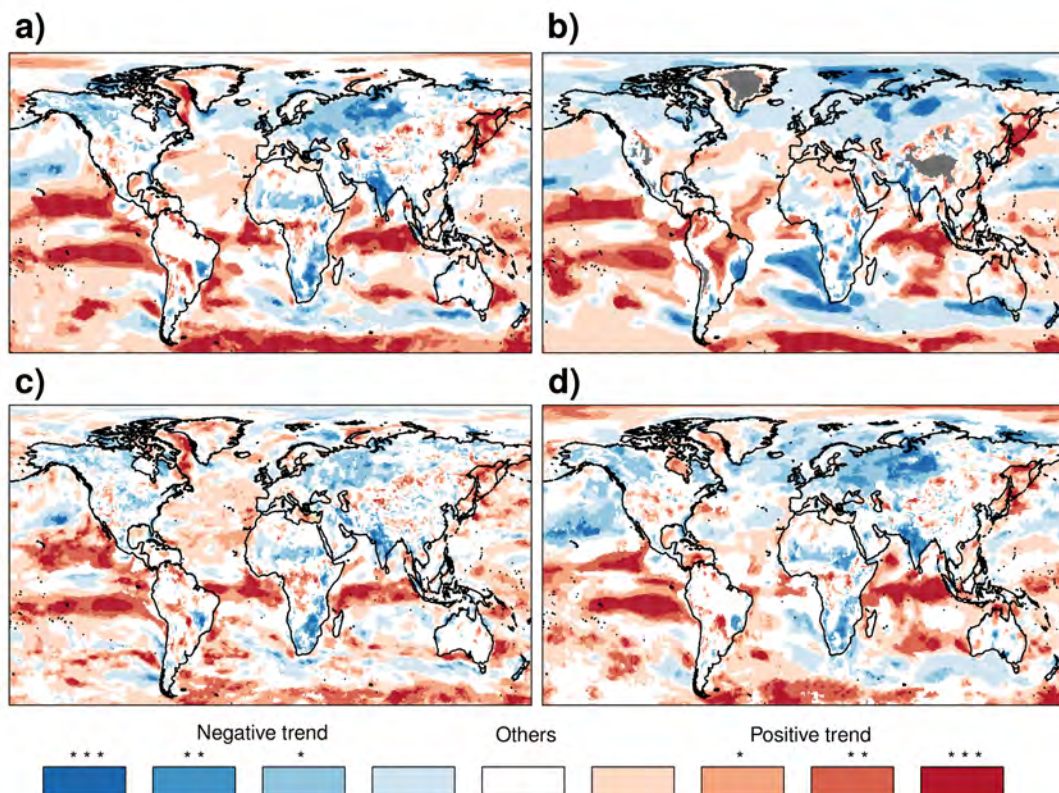 a) b)
c) d)
Negative trend Others Positive trend
* * * * * * * * * * * *